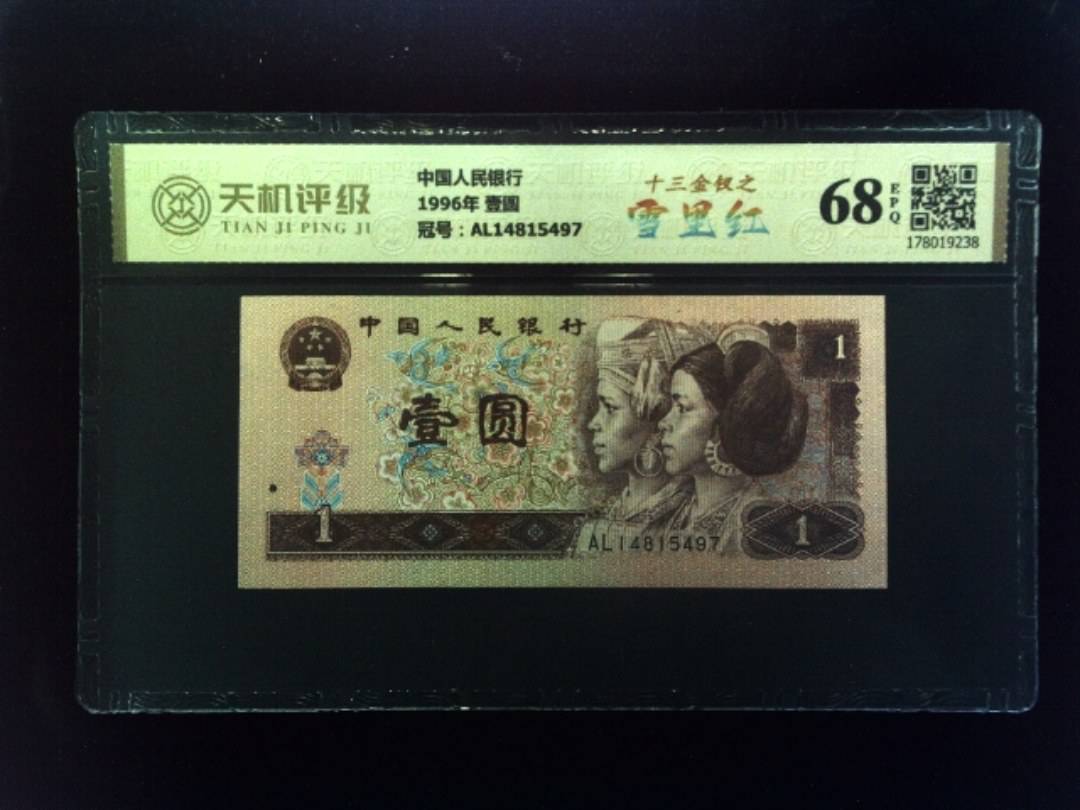 天机评级
TIAN JI PING JI
中国人民银行
1996年 壹圆
冠号：AL14815497
十三金钗之
雪里红
68 EPQ
178019238
中国人民银行
壹圆
1
1
AL14815497
1